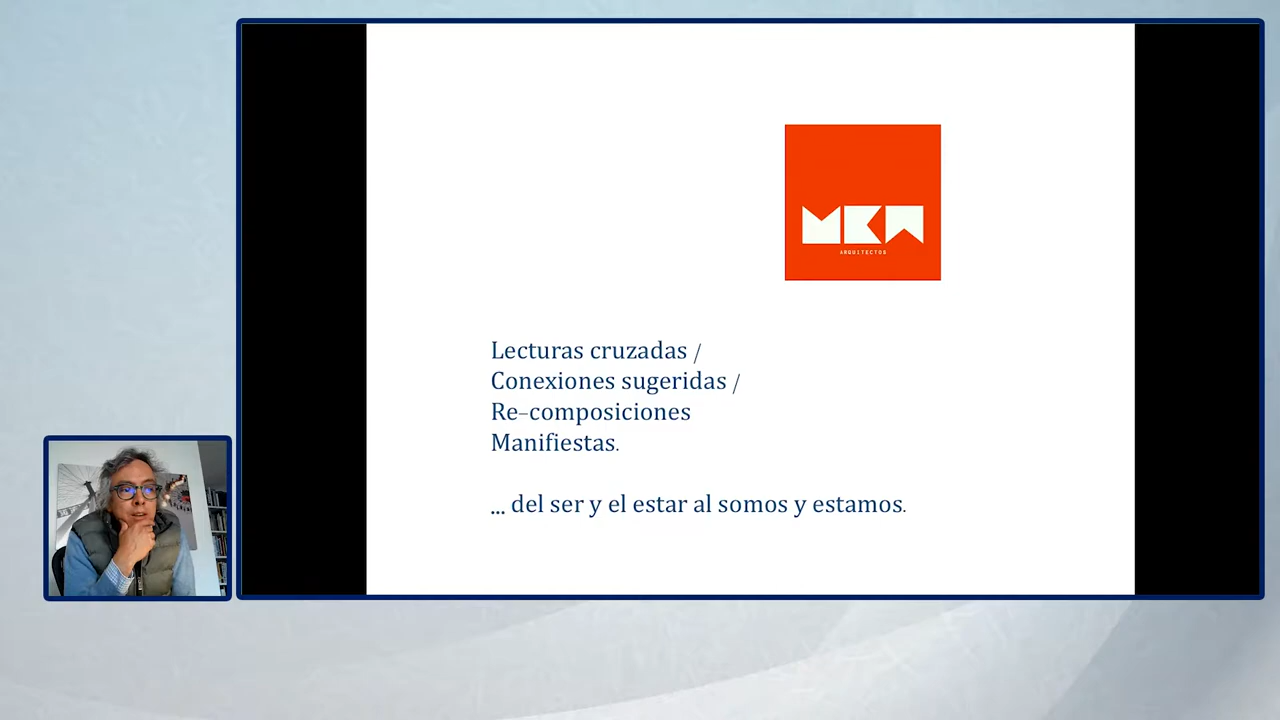 MKW
ARQUITECTOS
Lecturas cruzadas /
Conexiones sugeridas /
Re-composiciones
Manifiestas.
... del ser y el estar al somos y estamos.